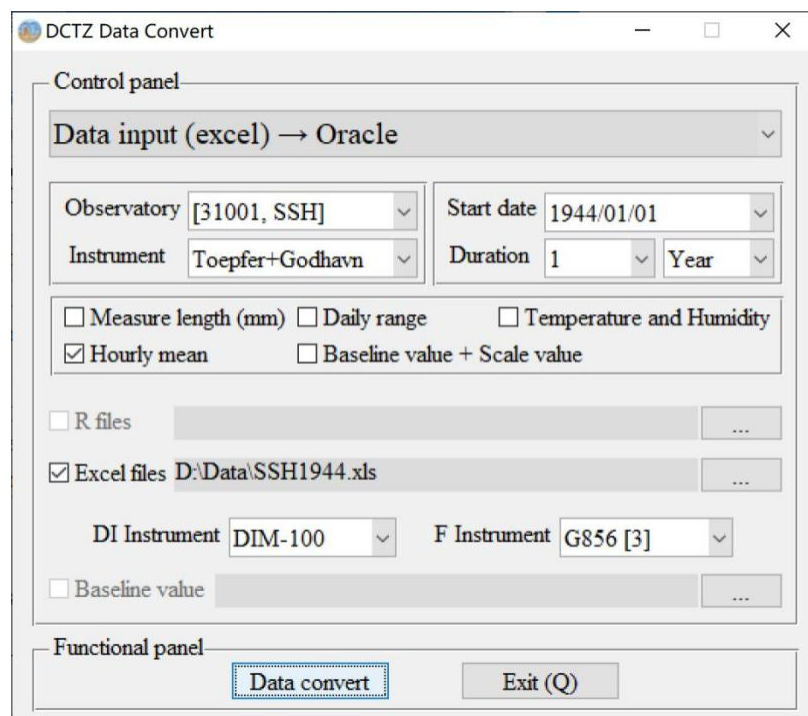 DCTZ Data Convert
Control panel
Data input (excel) → Oracle
Observatory [31001, SSH] Start date 1944/01/01
Instrument Toepfer+Godhavn Duration 1 Year
Measure length (mm) Daily range Temperature and Humidity
Hourly mean Baseline value + Scale value
R files ...
Excel files D:\Data\SSH1944.xls ...
DI Instrument DIM-100 F Instrument G856 [3]
Baseline value ...
Functional panel
Data convert Exit (Q)